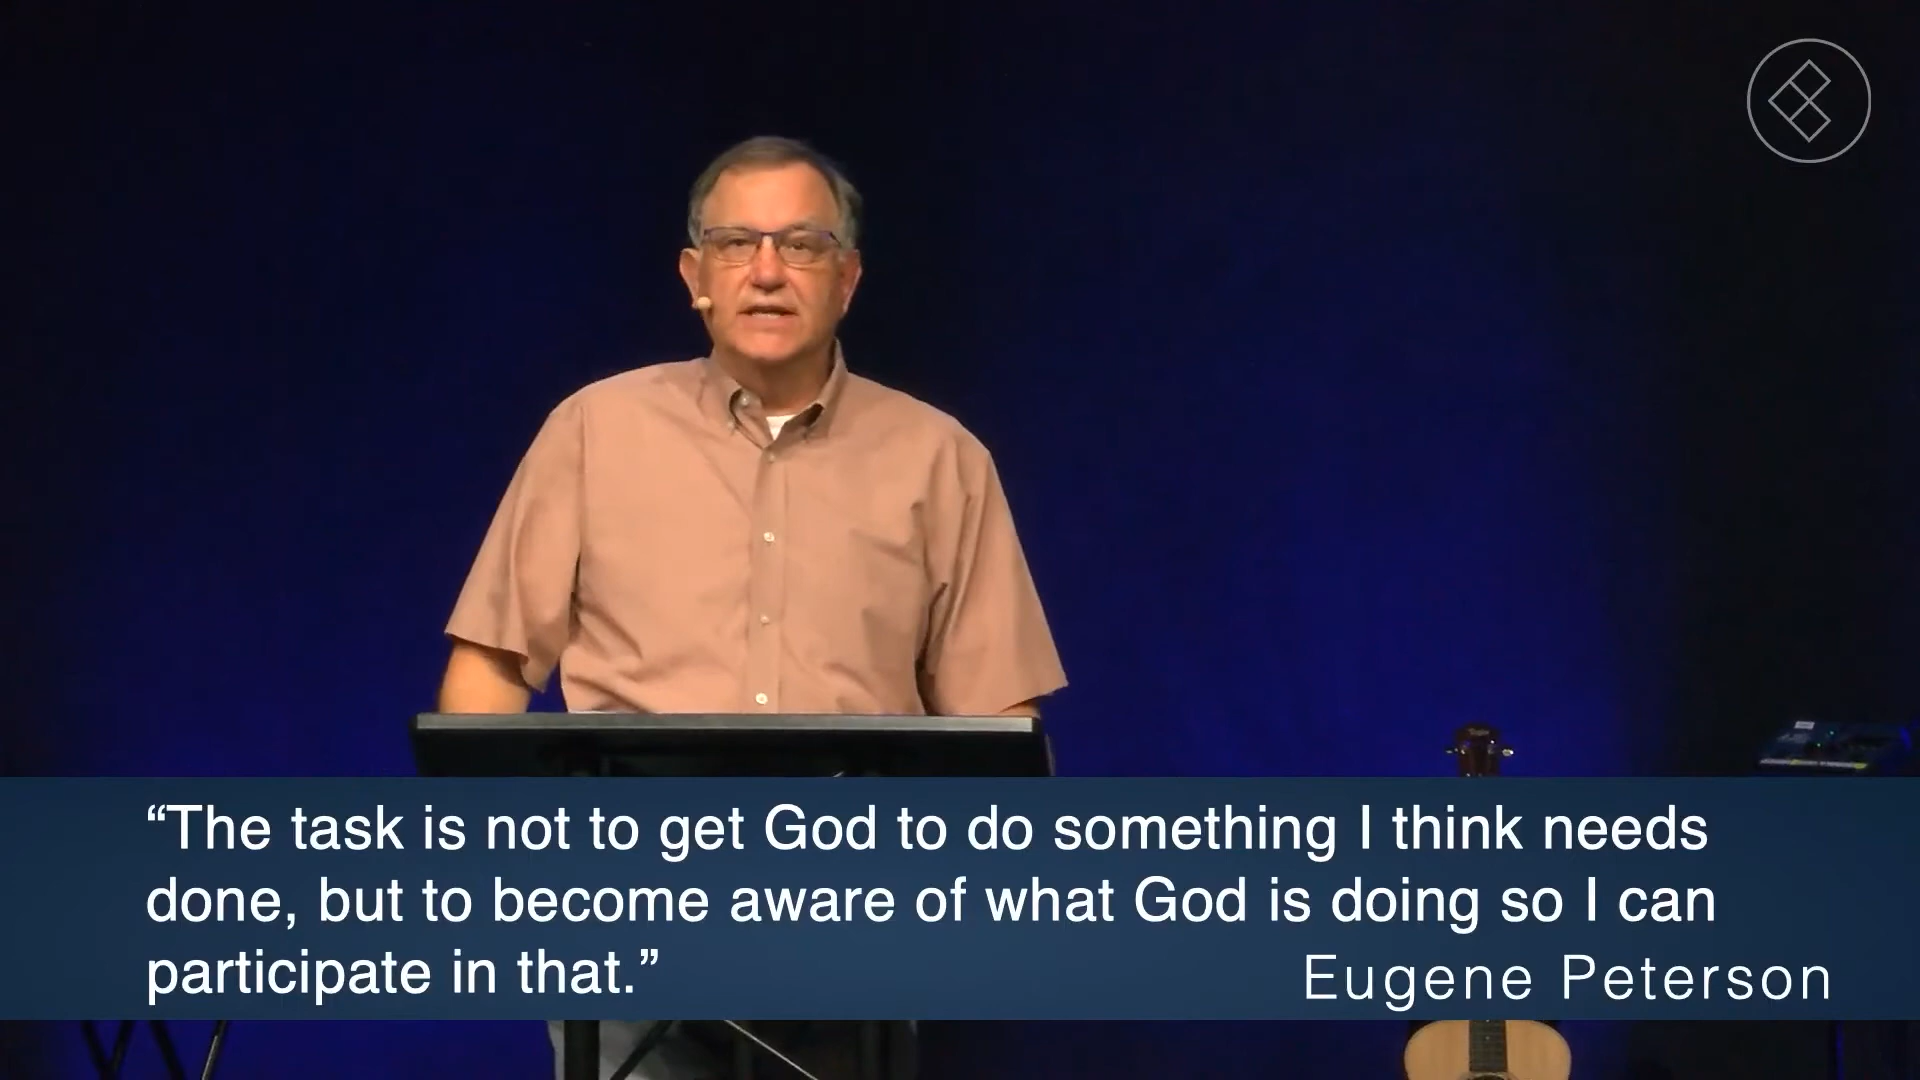 “The task is not to get God to do something I think needs
done, but to become aware of what God is doing so I can
participate in that.”
Eugene Peterson